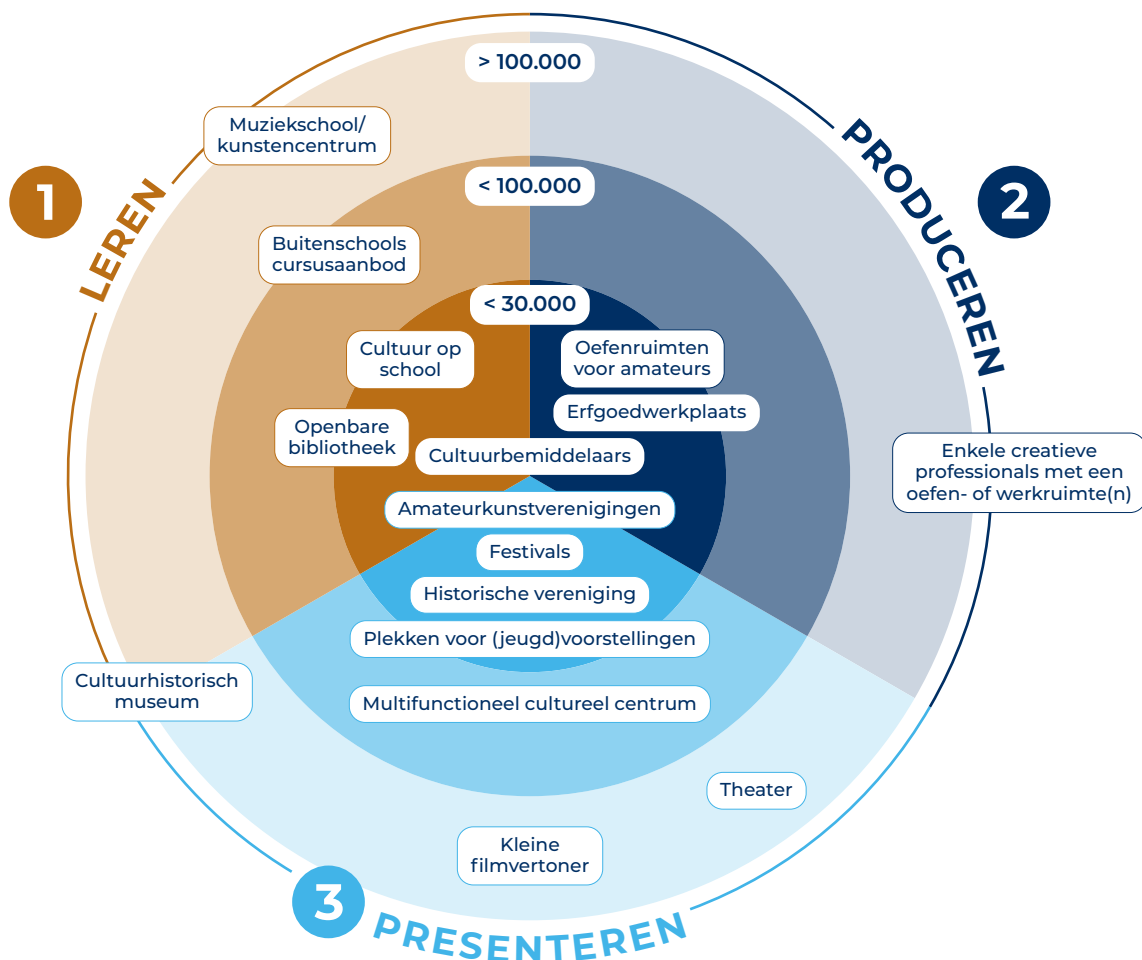 > 100.000
Muziekschool/
kunstencentrum
1
LEREN
PRODUCEREN
2
< 100.000
Buitenschools
cursusaanbod
< 30.000
Cultuur op
school
Oefenruimten
voor amateurs
Erfgoedwerkplaats
Openbare
bibliotheek
Cultuurbemiddelaars
Enkele creatieve
professionals met een
oefen- of werkruimte(n)
Amateurkunstverenigingen
Festivals
Historische vereniging
Plekken voor (jeugd)voorstellingen
Cultuurhistorisch
museum
Multifunctioneel cultureel centrum
Theater
Kleine
filmvertoner
3
PRESENTEREN